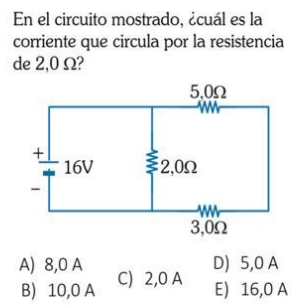 En el circuito mostrado, ¿cuál es la
corriente que circula por la resistencia
de 2,0 Ω?
5,0Ω
+
16V
2,0Ω
−
3,0Ω
A) 8,0 A
B) 10,0 A
C) 2,0 A
D) 5,0 A
E) 16,0 A